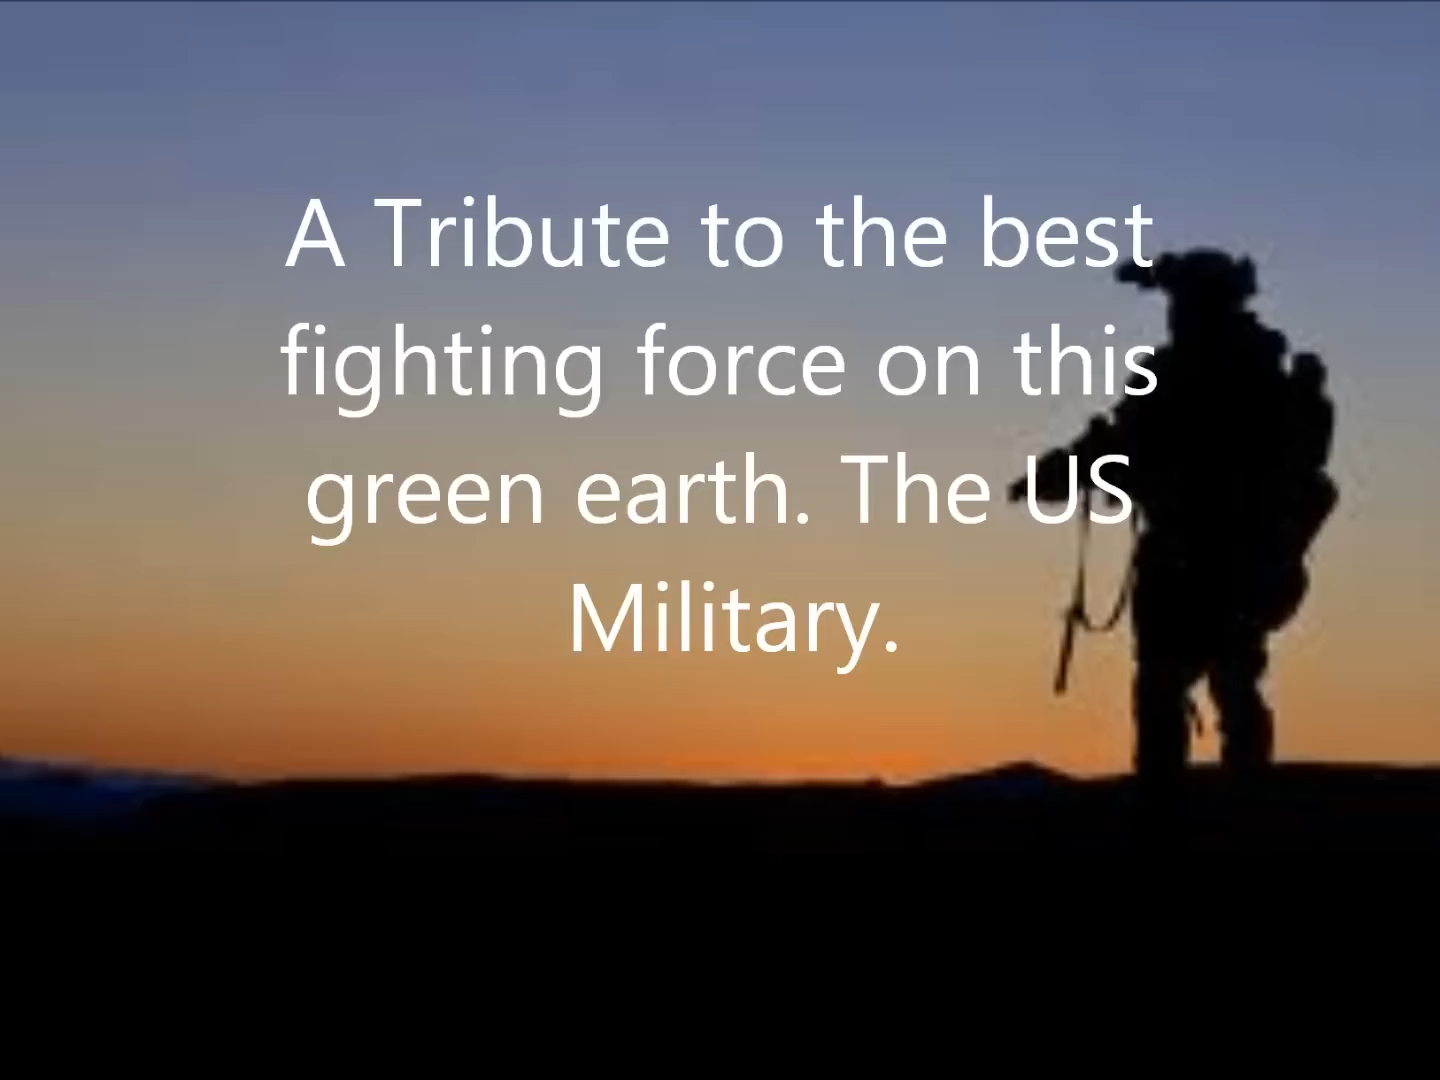 A Tribute to the best
fighting force on this
green earth. The US
Military.